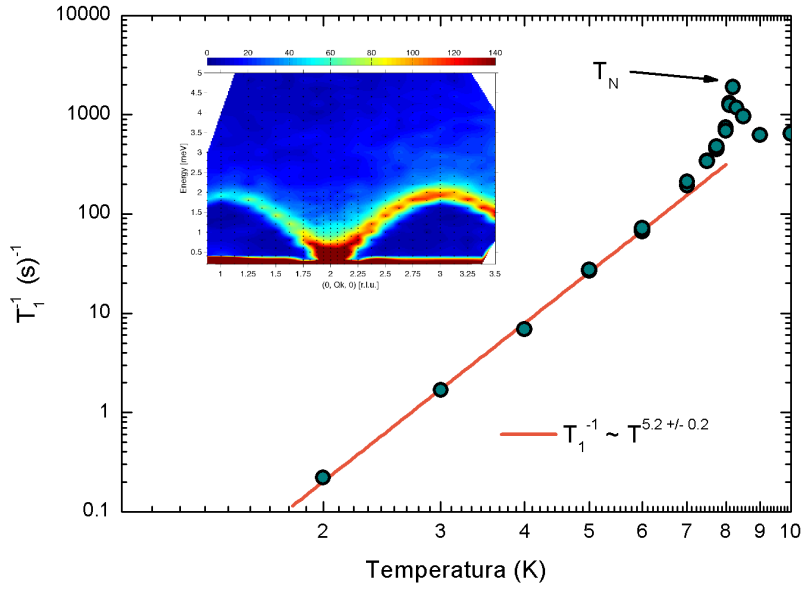 10000
1000
100
10
1
0.1
T₁⁻¹ (s)⁻¹
0 20 40 60 80 100 120 140
5
4.5
4
3.5
3
2.5
2
1.5
1
0.5
Energy [meV]
1 1.25 1.5 1.75 2 2.25 2.5 2.75 3 3.25 3.5
(0, Qk, 0) [r.l.u.]
T_N
T₁⁻¹ ~ T^5.2 +/- 0.2
2 3 4 5 6 7 8 9 10
Temperatura (K)